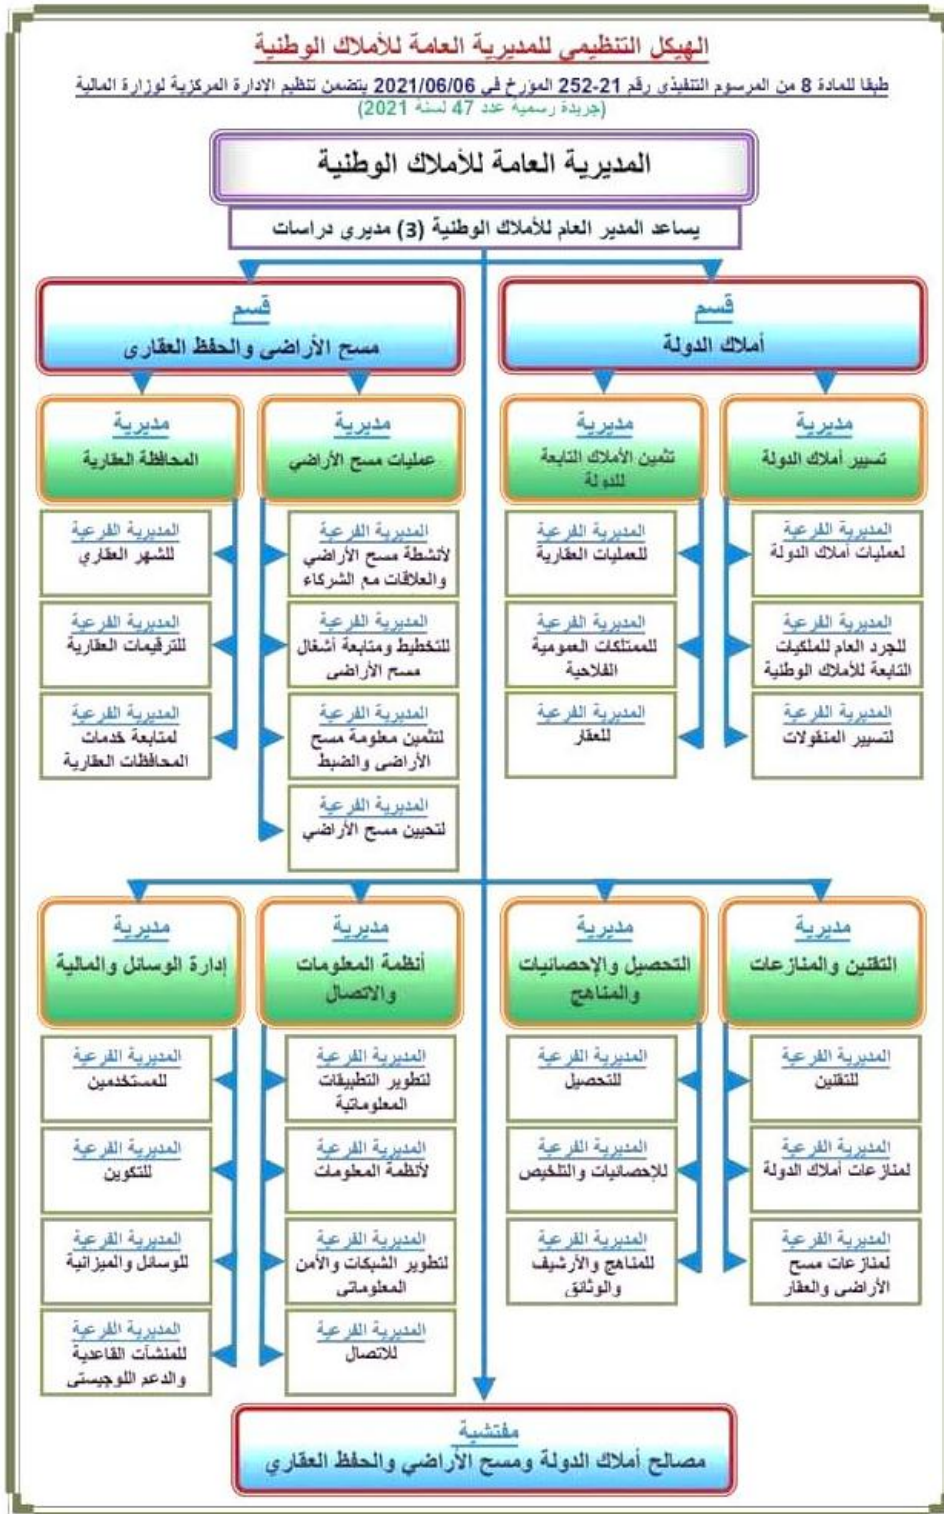 الهيكل التنظيمي للمديرية العامة للأملاك الوطنية
طبقا للمادة 8 من المرسوم التنفيذي رقم 21-252 المؤرخ في 2021/06/06 يتضمن تنظيم الادارة المركزية لوزارة المالية
(جريدة رسمية عدد 47 لسنة 2021)
المديرية العامة للأملاك الوطنية
يساعد المدير العام للأملاك الوطنية (3) مديري دراسات
قسم
أملاك الدولة
قسم
مسح الأراضي والحفظ العقاري
مديرية
تسيير أملاك الدولة
المديرية الفرعية
لعمليات أملاك الدولة
المديرية الفرعية
للجرد العام للملكيات
التابعة للأملاك الوطنية
المديرية الفرعية
لتسيير المنقولات
مديرية
تثمين الأملاك التابعة
للدولة
المديرية الفرعية
للعمليات العقارية
المديرية الفرعية
للممتلكات العمومية
الفلاحية
المديرية الفرعية
للعقار
مديرية
عمليات مسح الأراضي
المديرية الفرعية
لأنشطة مسح الأراضي
والعلاقات مع الشركاء
المديرية الفرعية
للتخطيط ومتابعة أشغال
مسح الأراضي
المديرية الفرعية
لتثمين معلومة مسح
الأراضي والضبط
المديرية الفرعية
لتحيين مسح الأراضي
مديرية
المحافظة العقارية
المديرية الفرعية
للشهر العقاري
المديرية الفرعية
للترقيمات العقارية
المديرية الفرعية
لمتابعة خدمات
المحافظات العقارية
مديرية
التقنين والمنازعات
المديرية الفرعية
للتقنين
المديرية الفرعية
لمنازعات أملاك الدولة
المديرية الفرعية
لمنازعات مسح
الأراضي والعقار
مديرية
التحصيل والإحصائيات
والمناهج
المديرية الفرعية
للتحصيل
المديرية الفرعية
للإحصائيات والتلخيص
المديرية الفرعية
للمناهج والأرشيف
والوثائق
مديرية
أنظمة المعلومات
والاتصال
المديرية الفرعية
لتطوير التطبيقات
المعلوماتية
المديرية الفرعية
لأنظمة المعلومات
المديرية الفرعية
لتطوير الشبكات والأمن
المعلوماتي
المديرية الفرعية
للاتصال
مديرية
إدارة الوسائل والمالية
المديرية الفرعية
للمستخدمين
المديرية الفرعية
للتكوين
المديرية الفرعية
للوسائل والميزانية
المديرية الفرعية
للمنشآت القاعدية
والدعم اللوجيستي
مفتشية
مصالح أملاك الدولة ومسح الأراضي والحفظ العقاري